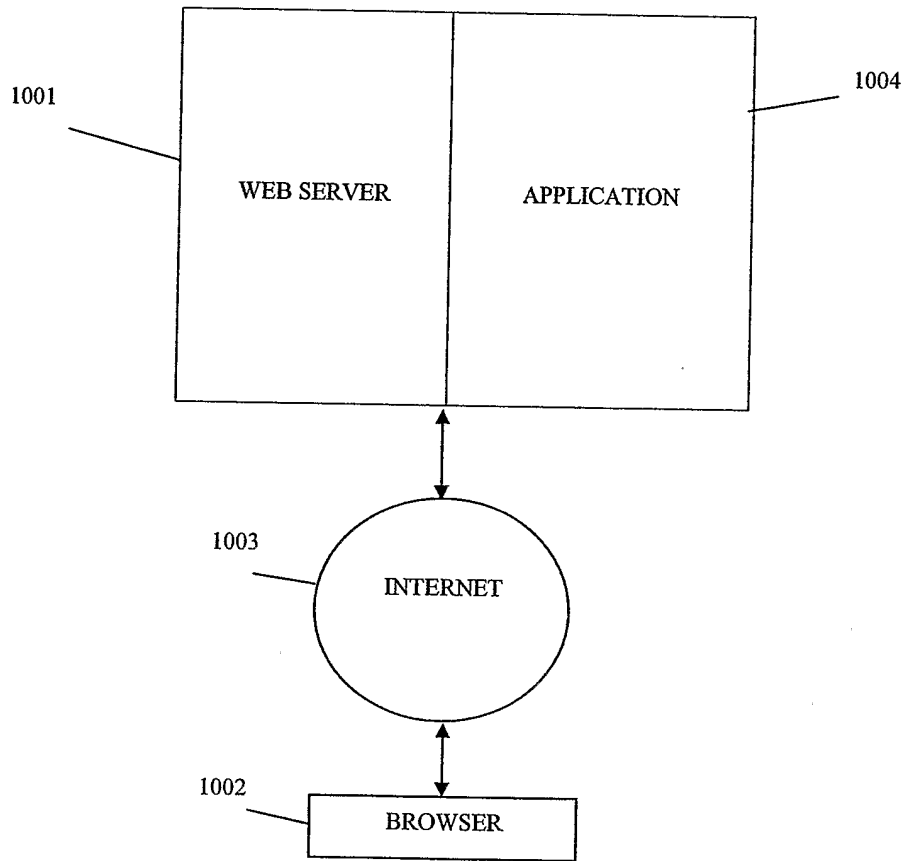 1001
1004
WEB SERVER
APPLICATION
1003
INTERNET
1002
BROWSER